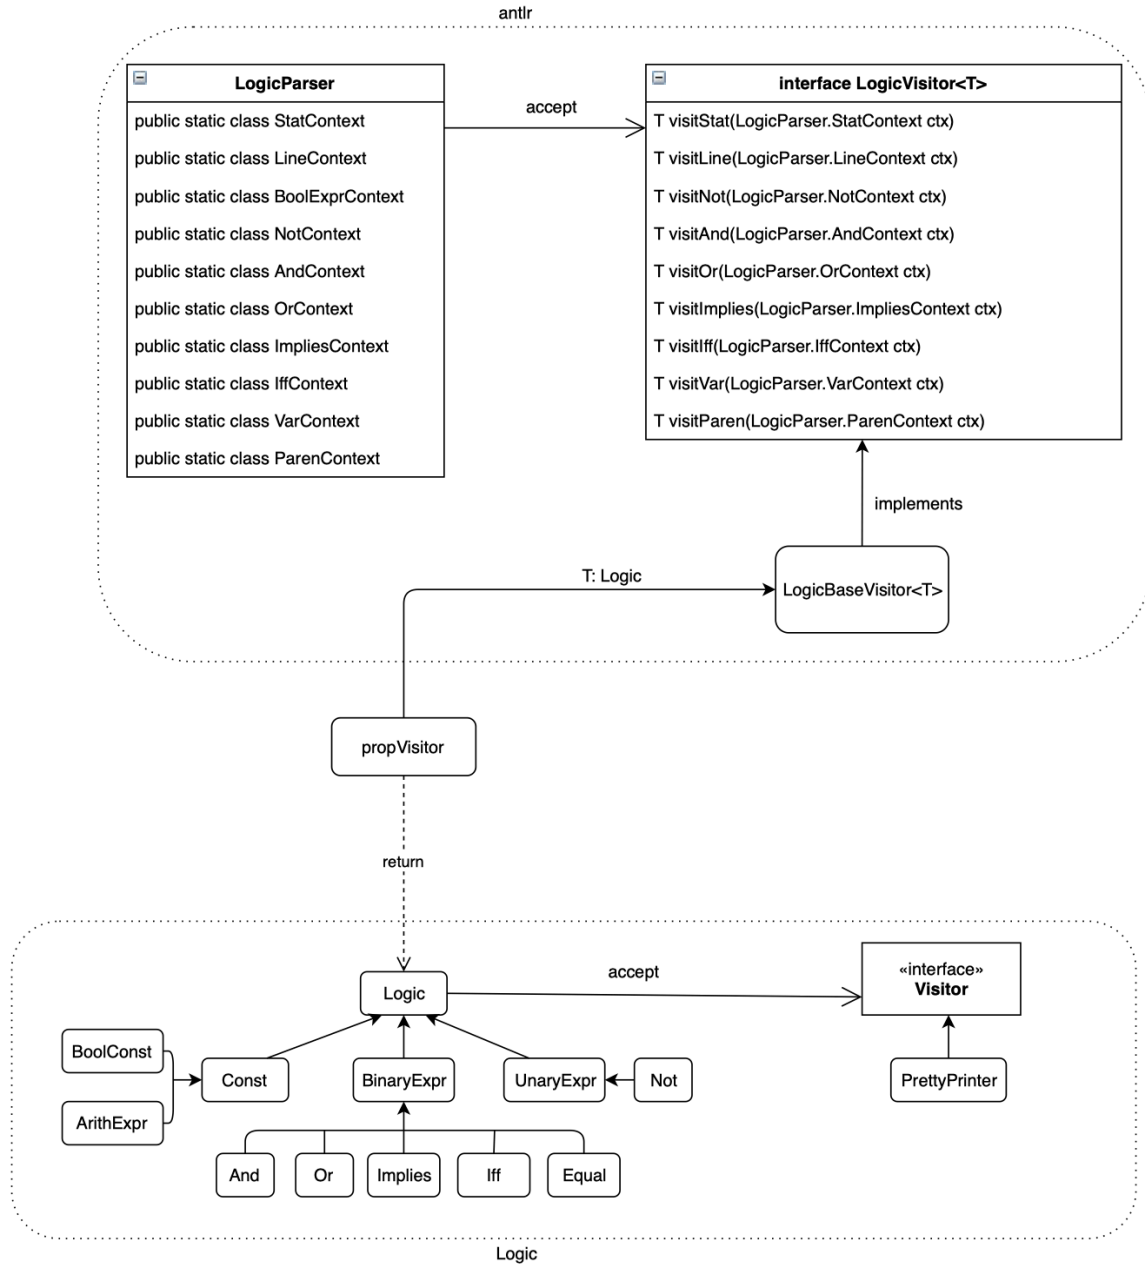 antlr
LogicParser
public static class StatContext
public static class LineContext
public static class BoolExprContext
public static class NotContext
public static class AndContext
public static class OrContext
public static class ImpliesContext
public static class IffContext
public static class VarContext
public static class ParenContext
accept
interface LogicVisitor<T>
T visitStat(LogicParser.StatContext ctx)
T visitLine(LogicParser.LineContext ctx)
T visitNot(LogicParser.NotContext ctx)
T visitAnd(LogicParser.AndContext ctx)
T visitOr(LogicParser.OrContext ctx)
T visitImplies(LogicParser.ImpliesContext ctx)
T visitIff(LogicParser.IffContext ctx)
T visitVar(LogicParser.VarContext ctx)
T visitParen(LogicParser.ParenContext ctx)
implements
T: Logic
LogicBaseVisitor<T>
propVisitor
return
Logic
accept
«interface»
Visitor
BoolConst
ArithExpr
Const
BinaryExpr
UnaryExpr
Not
PrettyPrinter
And
Or
Implies
Iff
Equal
Logic